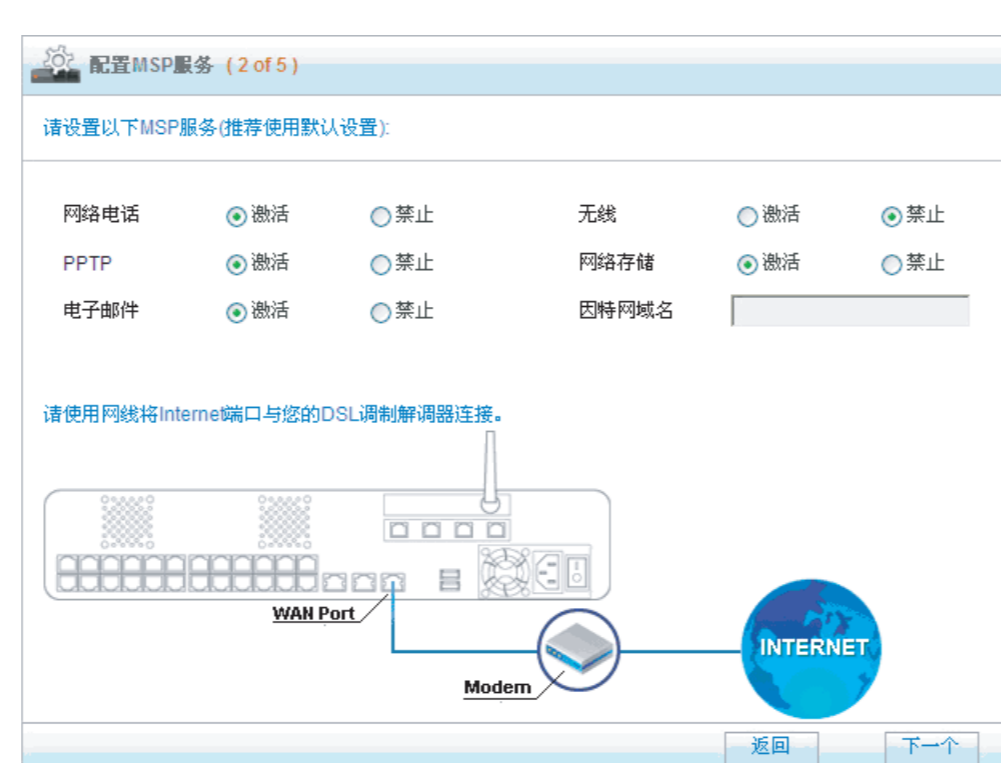 配置MSP服务 ( 2 of 5 )
请设置以下MSP服务(推荐使用默认设置):
网络电话 激活 禁止 无线 激活 禁止
PPTP 激活 禁止 网络存储 激活 禁止
电子邮件 激活 禁止 因特网域名
请使用网线将Internet端口与您的DSL调制解调器连接。
WAN Port
INTERNET
Modem
返回 下一个